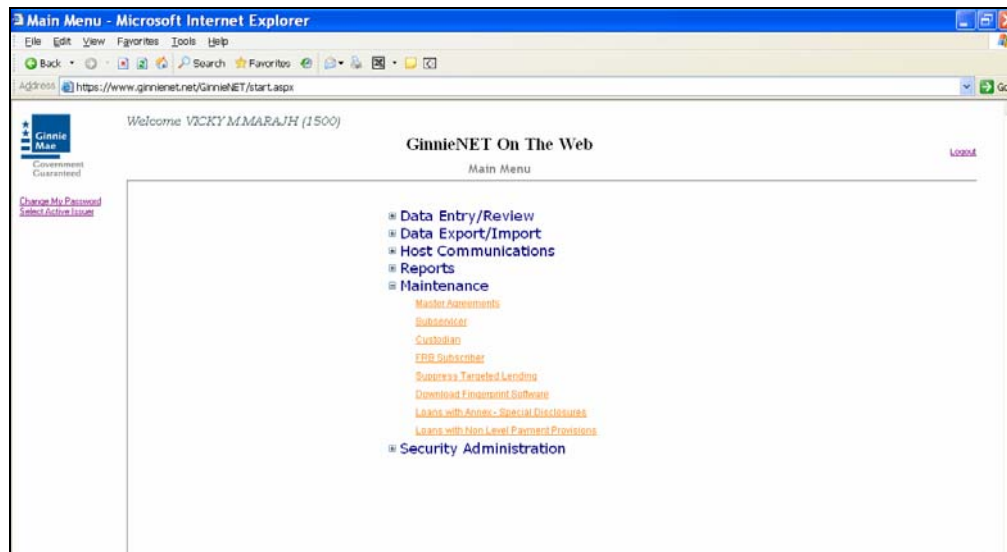 Main Menu - Microsoft Internet Explorer
File Edit View Favorites Tools Help
Back Search Favorites
Address https://www.ginnienet.net/GinnieNET/start.aspx Go
Welcome VICKY M MARAJH (1500)
Ginnie
Mae
Government
Guaranteed
GinnieNET On The Web
Logout
Main Menu
Change My Password
Select Active Issuer
Data Entry/Review
Data Export/Import
Host Communications
Reports
Maintenance
Master Agreements
Subservicer
Custodian
FRB Subscriber
Suppress Targeted Lending
Download Fingerprint Software
Loans with Annex- Special Disclosures
Loans with Non Level Payment Provisions
Security Administration